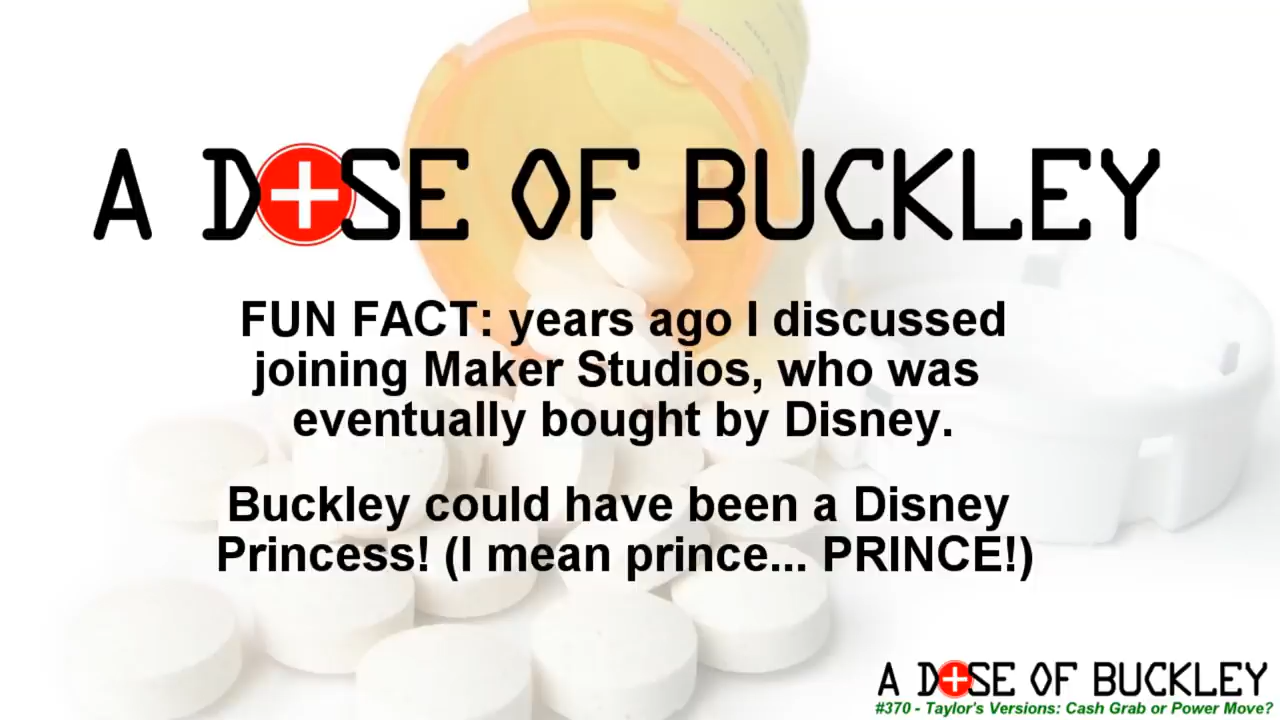 A DOSE OF BUCKLEY
FUN FACT: years ago I discussed
joining Maker Studios, who was
eventually bought by Disney.
Buckley could have been a Disney
Princess! (I mean prince... PRINCE!)
A DOSE OF BUCKLEY
#370 - Taylor's Versions: Cash Grab or Power Move?